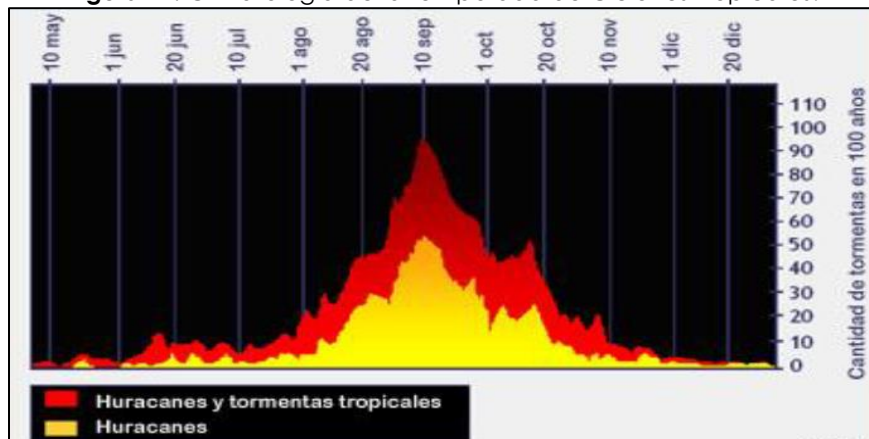 10 may
1 jun
20 jun
10 jul
1 ago
20 ago
10 sep
1 oct
20 oct
10 nov
1 dic
20 dic
110
100
90
80
70
60
50
40
30
20
10
0
Cantidad de tormentas en 100 años
Huracanes y tormentas tropicales
Huracanes